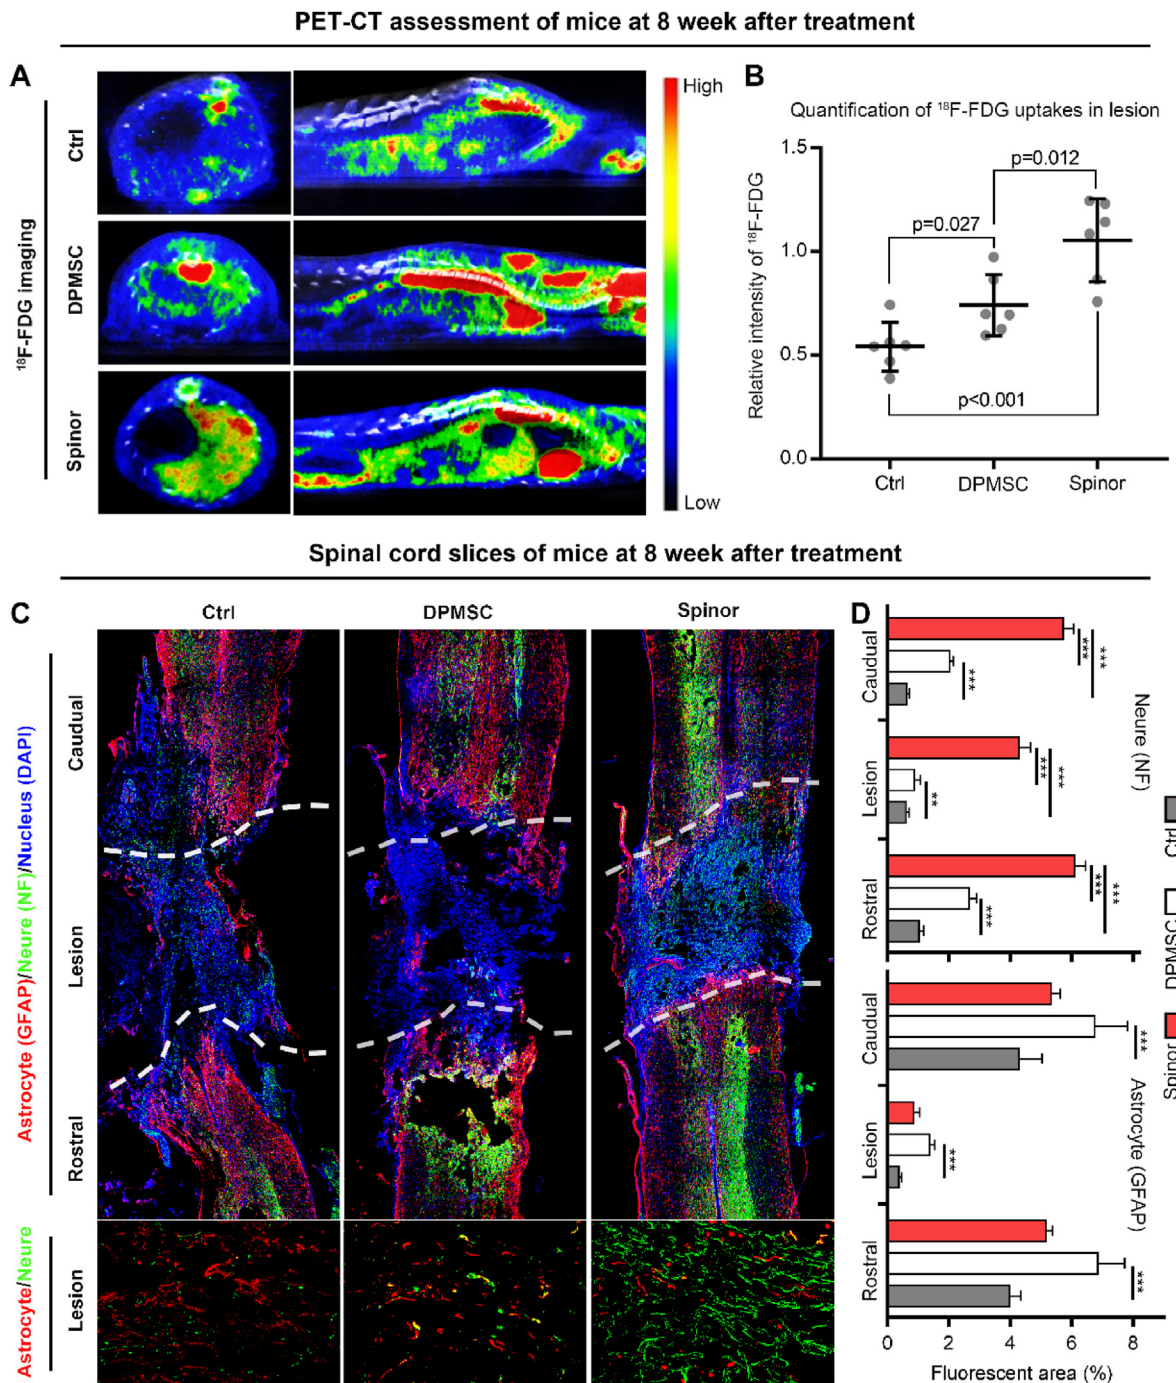 PET-CT assessment of mice at 8 week after treatment
A
¹⁸F-FDG imaging
Ctrl
DPMSC
Spinor
High
Low
B
Quantification of ¹⁸F-FDG uptakes in lesion
Relative intensity of ¹⁸F-FDG
1.5
1.0
0.5
0.0
p=0.012
p=0.027
p<0.001
Ctrl
DPMSC
Spinor
Spinal cord slices of mice at 8 week after treatment
C
Ctrl
DPMSC
Spinor
Astrocyte (GFAP)/Neure (NF)/Nucleus (DAPI)
Caudual
Lesion
Rostral
Astrocyte/Neure
Lesion
D
Caudual
***
***
***
Lesion
***
***
**
Rostral
***
***
***
Neure (NF)
Caudual
***
Lesion
***
Rostral
***
Astrocyte (GFAP)
0
2
4
6
8
Fluorescent area (%)
Ctrl
DPMSC
Spinor